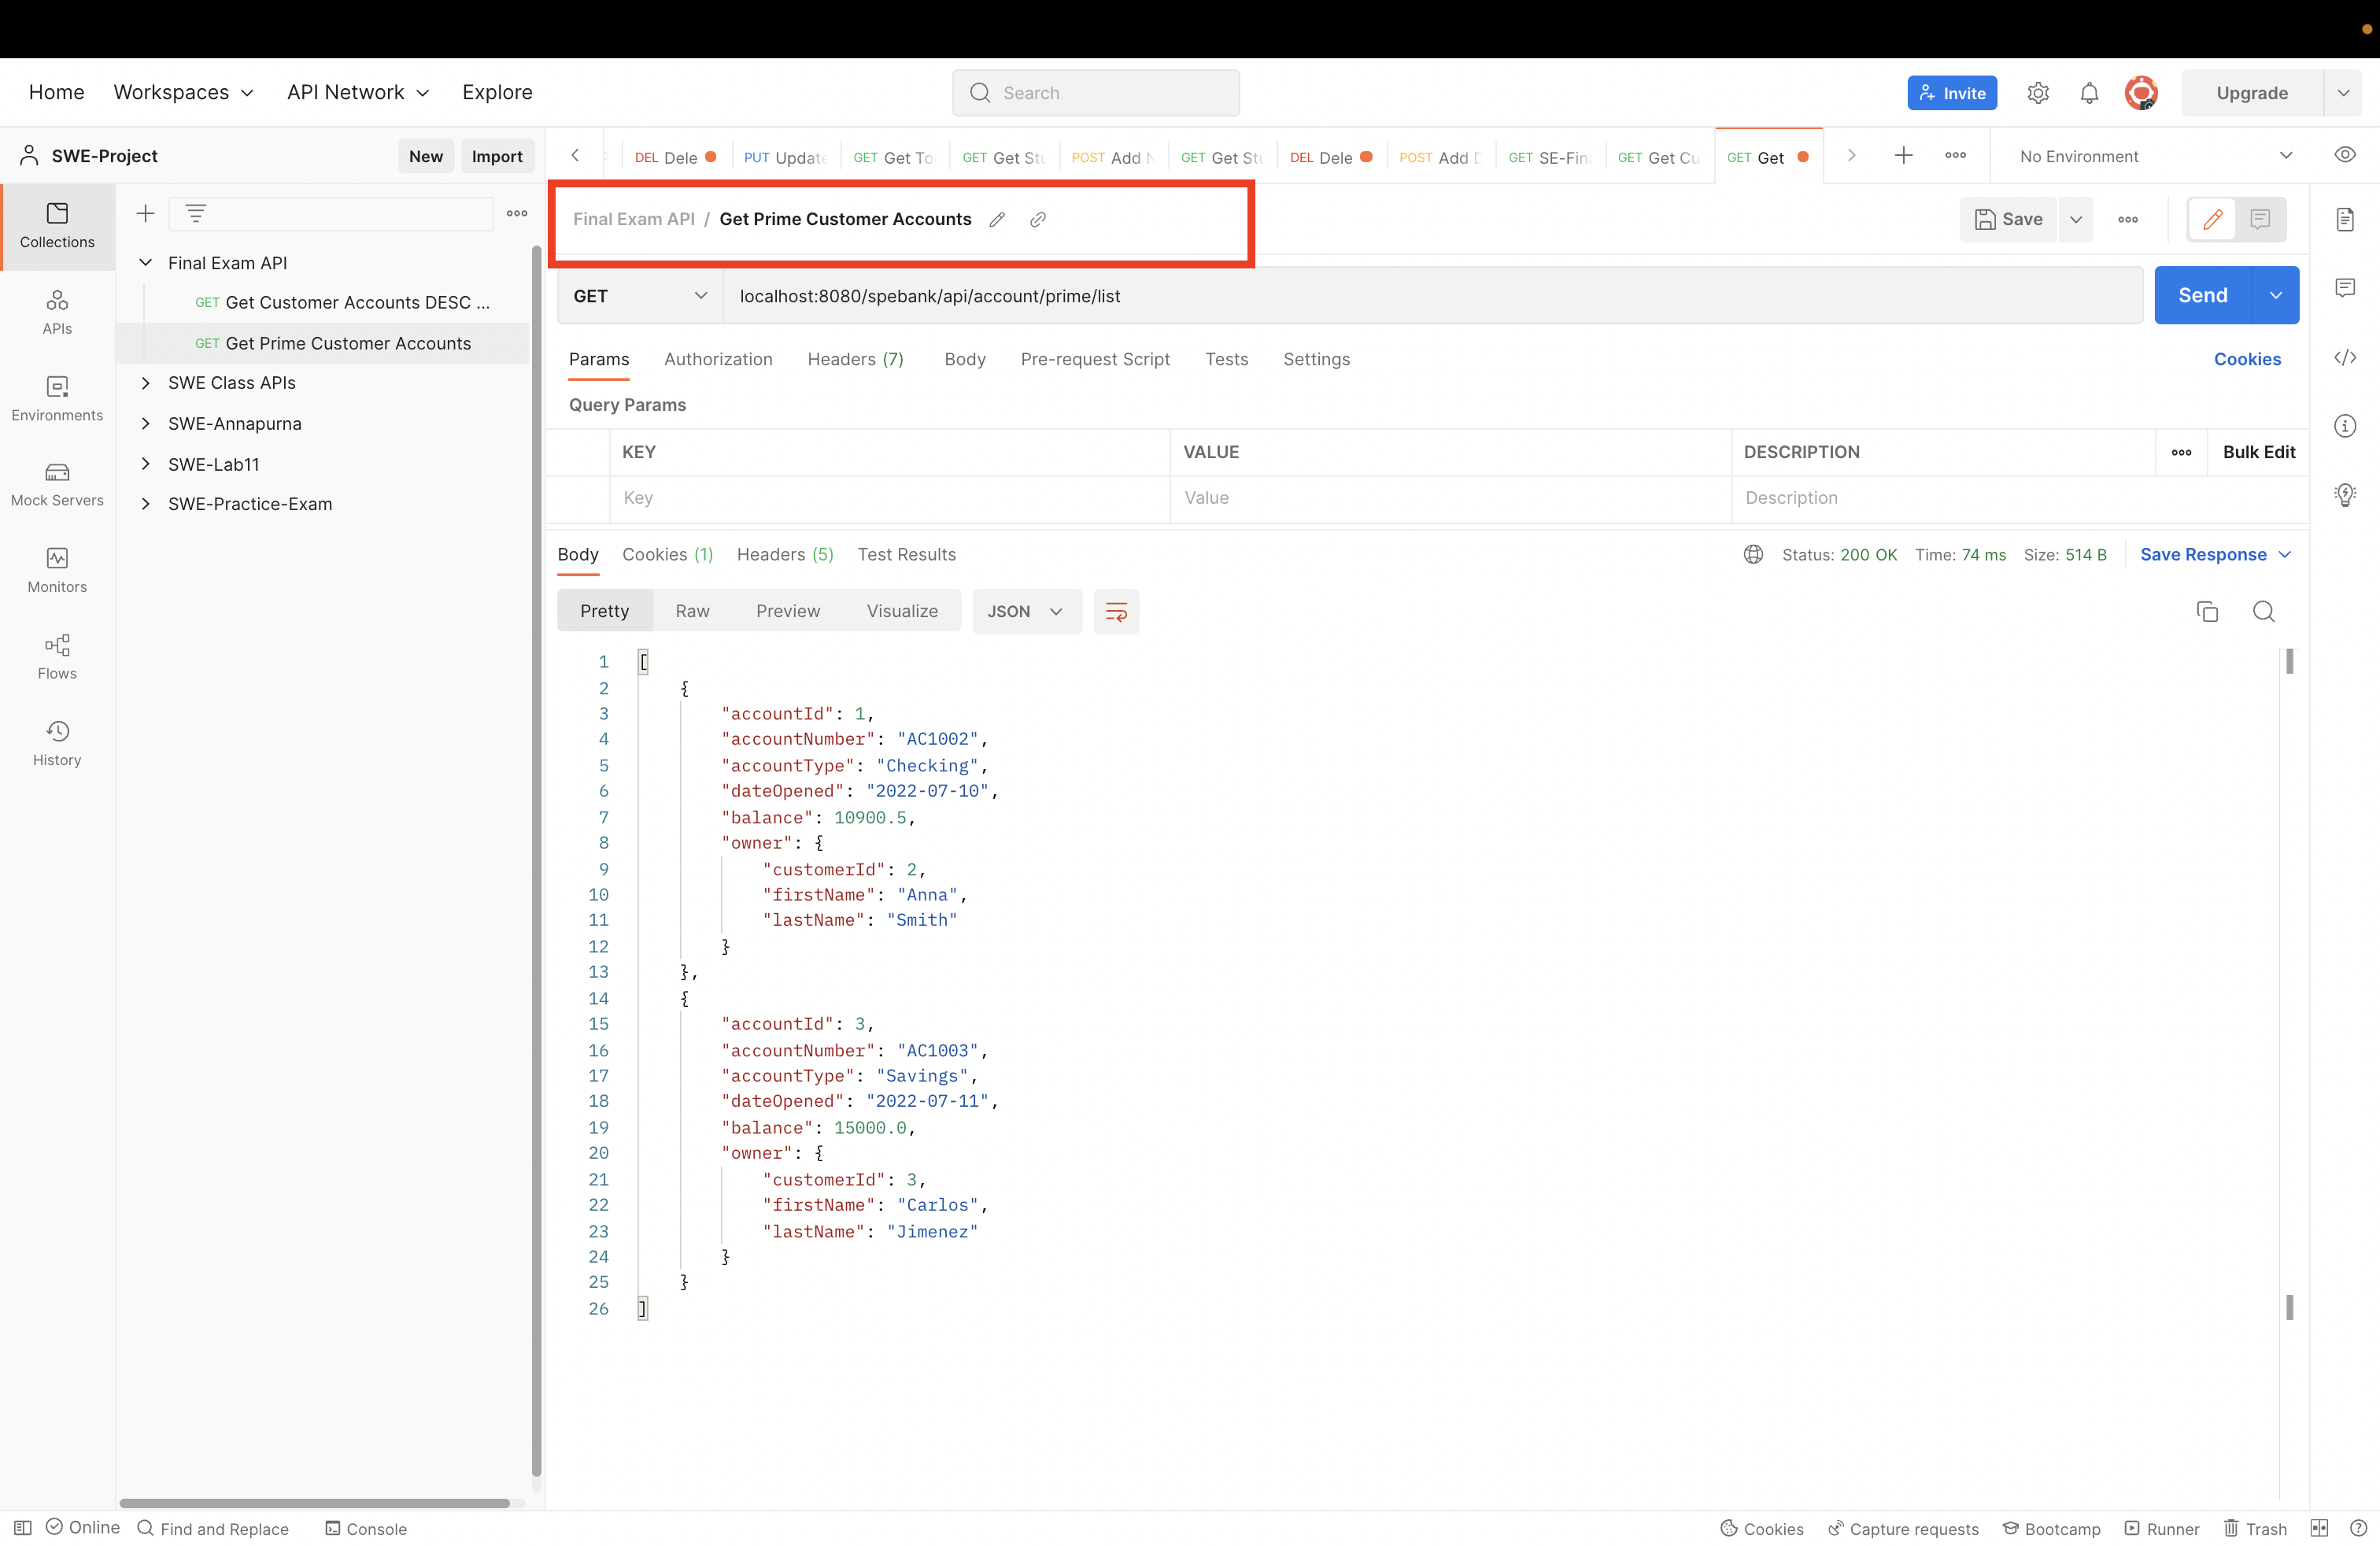 Home Workspaces API Network Explore Search Invite Upgrade
SWE-Project New Import DEL Dele PUT Update GET Get To GET Get Stu POST Add N GET Get Stu DEL Dele POST Add D GET SE-Fin GET Get Cu GET Get No Environment
Final Exam API / Get Prime Customer Accounts Save
Collections
APIs
Environments
Mock Servers
Monitors
Flows
History
Final Exam API
GET Get Customer Accounts DESC ...
GET Get Prime Customer Accounts
SWE Class APIs
SWE-Annapurna
SWE-Lab11
SWE-Practice-Exam
GET localhost:8080/spebank/api/account/prime/list Send
Params Authorization Headers (7) Body Pre-request Script Tests Settings Cookies
Query Params
KEY VALUE DESCRIPTION Bulk Edit
Key Value Description
Body Cookies (1) Headers (5) Test Results Status: 200 OK Time: 74 ms Size: 514 B Save Response
Pretty Raw Preview Visualize JSON
1 [
2 {
3 "accountId": 1,
4 "accountNumber": "AC1002",
5 "accountType": "Checking",
6 "dateOpened": "2022-07-10",
7 "balance": 10900.5,
8 "owner": {
9 "customerId": 2,
10 "firstName": "Anna",
11 "lastName": "Smith"
12 }
13 },
14 {
15 "accountId": 3,
16 "accountNumber": "AC1003",
17 "accountType": "Savings",
18 "dateOpened": "2022-07-11",
19 "balance": 15000.0,
20 "owner": {
21 "customerId": 3,
22 "firstName": "Carlos",
23 "lastName": "Jimenez"
24 }
25 }
26 ]
Online Find and Replace Console Cookies Capture requests Bootcamp Runner Trash